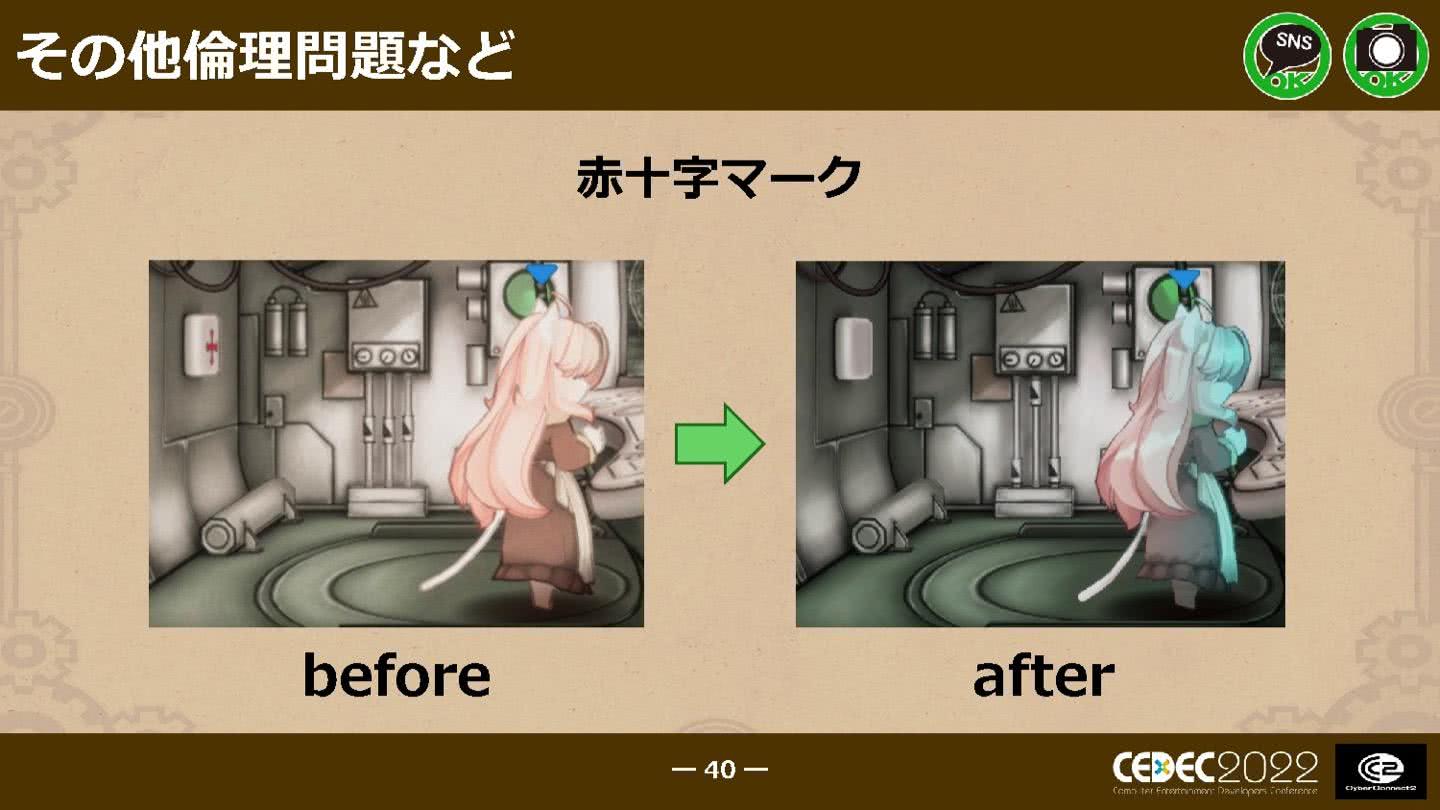 その他倫理問題など
SNS
OK
OK
赤十字マーク
before
after
— 40 —
CEDEC2022
Computer Entertainment Developers Conference
CyberConnect2